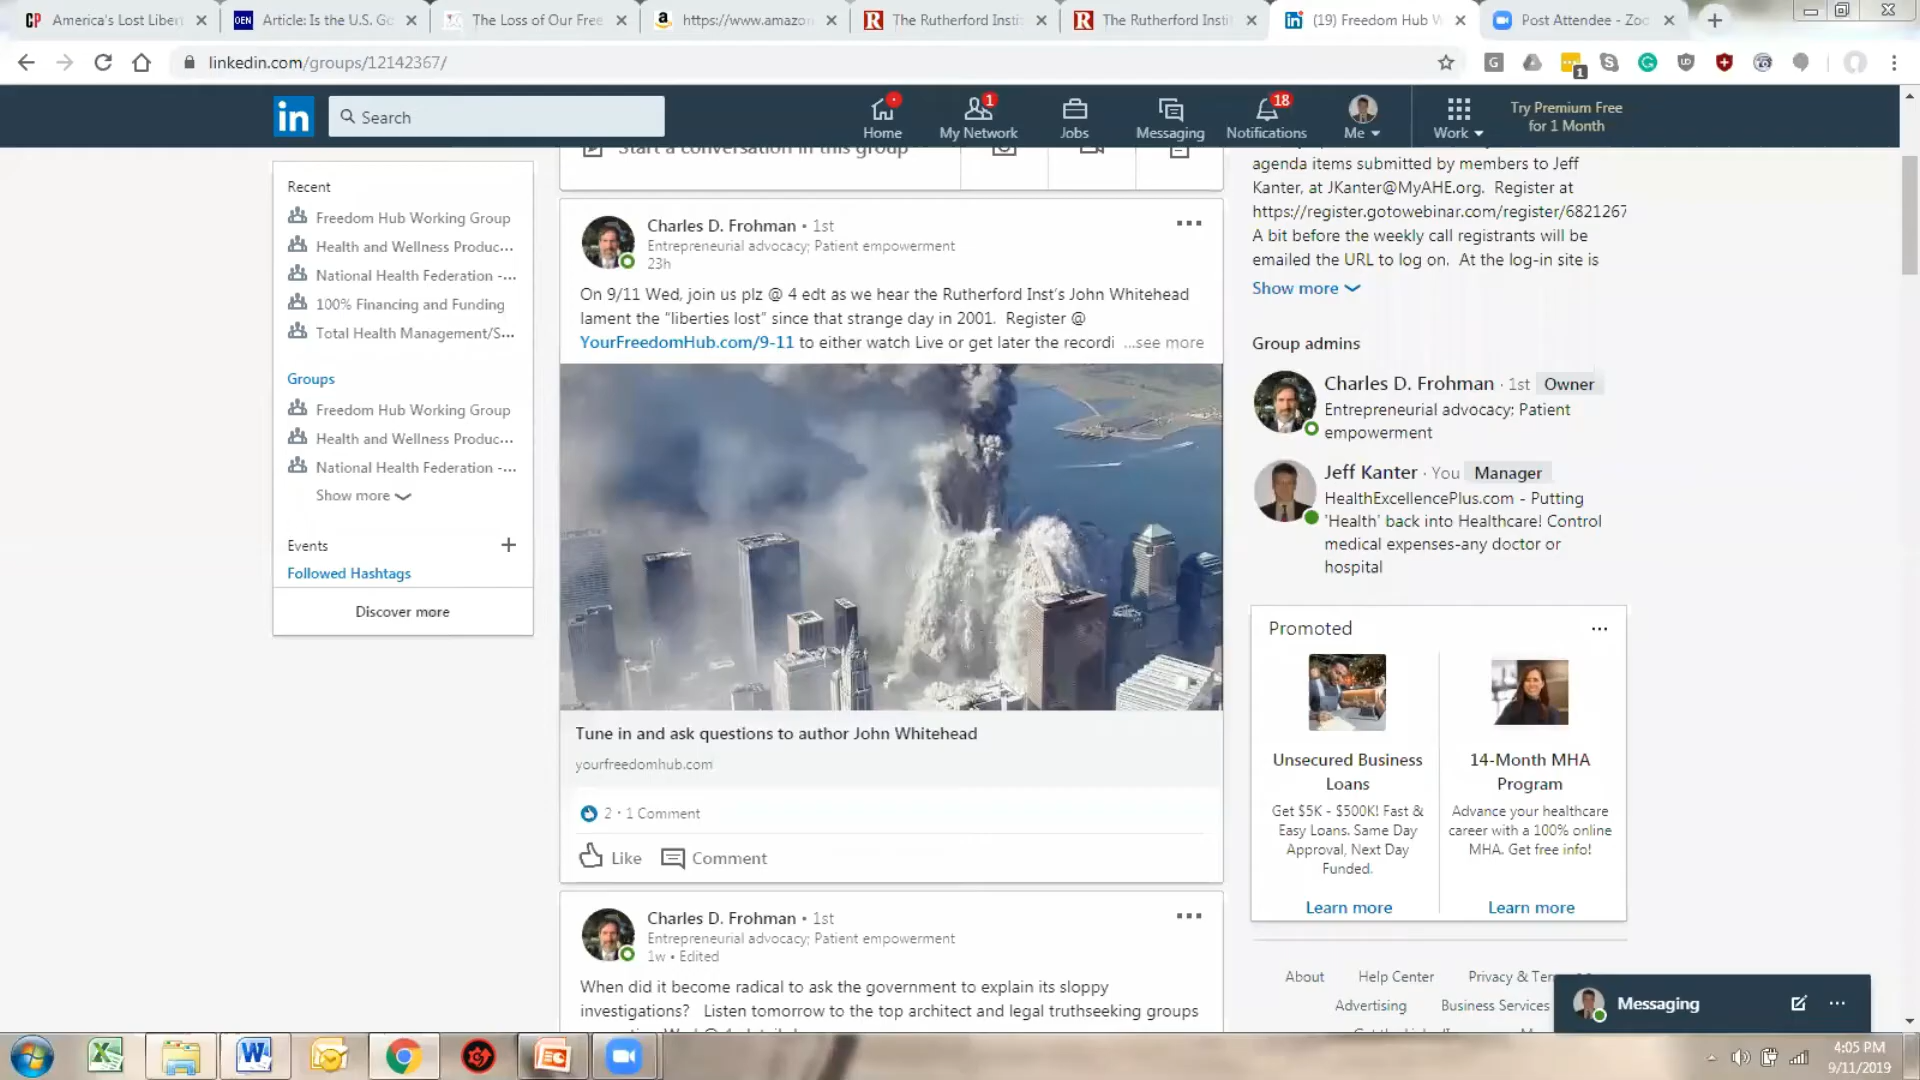 America's Lost Libert
Article: Is the U.S. Go
The Loss of Our Free
https://www.amazon
The Rutherford Insti
The Rutherford Insti
(19) Freedom Hub W
Post Attendee - Zoo
linkedin.com/groups/12142367/
1
in
Search
Home
1
My Network
Jobs
Messaging
18
Notifications
Me
Work
Try Premium Free
for 1 Month
Recent
Freedom Hub Working Group
Health and Wellness Produc...
National Health Federation -...
100% Financing and Funding
Total Health Management/S...
Groups
Freedom Hub Working Group
Health and Wellness Produc...
National Health Federation -...
Show more
Events +
Followed Hashtags
Discover more
Start a conversation in this group
Charles D. Frohman • 1st
Entrepreneurial advocacy; Patient empowerment
23h
On 9/11 Wed, join us plz @ 4 edt as we hear the Rutherford Inst's John Whitehead
lament the "liberties lost" since that strange day in 2001. Register @
YourFreedomHub.com/9-11 to either watch Live or get later the recordi ...see more
Tune in and ask questions to author John Whitehead
yourfreedomhub.com
2 • 1 Comment
Like Comment
Charles D. Frohman • 1st
Entrepreneurial advocacy; Patient empowerment
1w • Edited
When did it become radical to ask the government to explain its sloppy
investigations? Listen tomorrow to the top architect and legal truthseeking groups
agenda items submitted by members to Jeff
Kanter, at JKanter@MyAHE.org. Register at
https://register.gotowebinar.com/register/6821267
A bit before the weekly call registrants will be
emailed the URL to log on. At the log-in site is
Show more
Group admins
Charles D. Frohman · 1st Owner
Entrepreneurial advocacy; Patient
empowerment
Jeff Kanter · You Manager
HealthExcellencePlus.com - Putting
'Health' back into Healthcare! Control
medical expenses-any doctor or
hospital
Promoted
Unsecured Business
Loans
Get $5K - $500K! Fast &
Easy Loans. Same Day
Approval, Next Day
Funded.
Learn more
14-Month MHA
Program
Advance your healthcare
career with a 100% online
MHA. Get free info!
Learn more
About Help Center Privacy & Ter
Advertising Business Services
Messaging
4:05 PM
9/11/2019